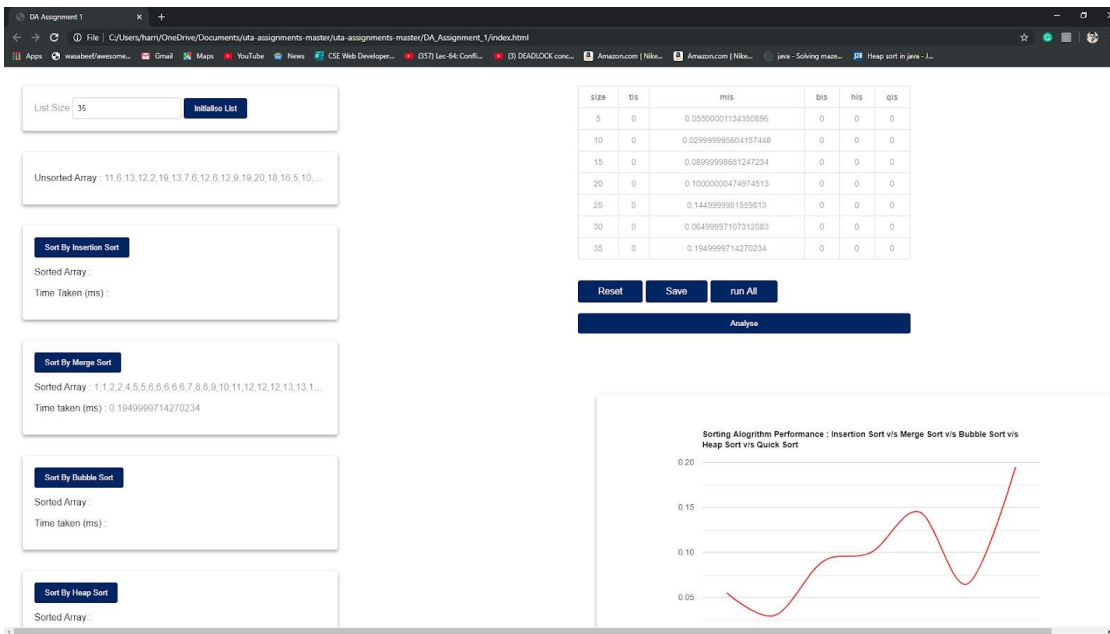 DA Assignment 1
File | C:/Users/harri/OneDrive/Documents/uta-assignments-master/uta-assignments-master/DA_Assignment_1/index.html
Apps wasabeef/awesome... Gmail Maps YouTube News CSE Web Developer... (357) Lec-64: Confli... (3) DEADLOCK conc... Amazon.com | Nike... Amazon.com | Nike... java - Solving maze... Heap sort in java - J...
List Size 35 Initialise List
Unsorted Array : 11,6,13,12,2,19,13,7,6,12,6,12,9,19,20,18,16,5,10,...
Sort By Insertion Sort
Sorted Array :
Time Taken (ms) :
Sort By Merge Sort
Sorted Array : 1,1,2,2,4,5,5,6,6,6,6,6,7,8,8,9,10,11,12,12,12,13,13,1...
Time taken (ms) : 0.1949999714270234
Sort By Bubble Sort
Sorted Array :
Time taken (ms) :
Sort By Heap Sort
Sorted Array :
size tis mis bis his qis
5 0 0.05500001134350896 0 0 0
10 0 0.029999995604157448 0 0 0
15 0 0.08999998681247234 0 0 0
20 0 0.10000000474974513 0 0 0
25 0 0.1449999981559813 0 0 0
30 0 0.06499997107312083 0 0 0
35 0 0.1949999714270234 0 0 0
Reset Save run All
Analyse
Sorting Alogrithm Performance : Insertion Sort v/s Merge Sort v/s Bubble Sort v/s
Heap Sort v/s Quick Sort
0.20
0.15
0.10
0.05